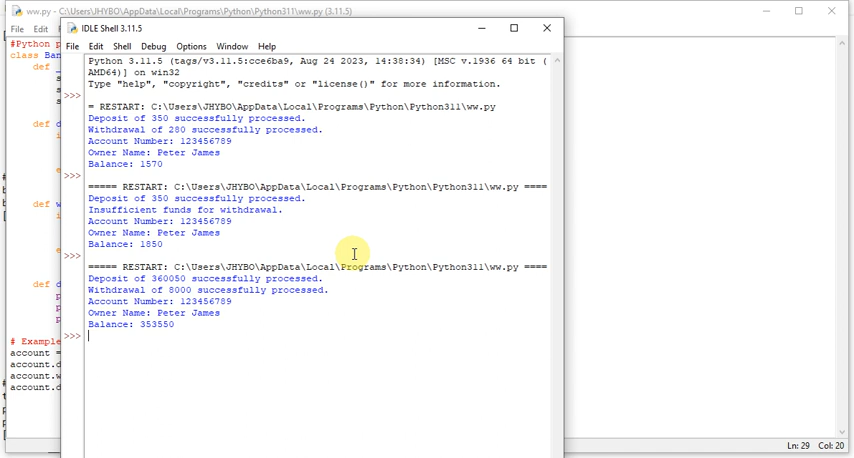 ww.py - C:\Users\JHYBO\AppData\Local\Programs\Python\Python311\ww.py (3.11.5)
File Edit
IDLE Shell 3.11.5
File Edit Shell Debug Options Window Help
Python 3.11.5 (tags/v3.11.5:cce6ba9, Aug 24 2023, 14:38:34) [MSC v.1936 64 bit (
AMD64)] on win32
Type "help", "copyright", "credits" or "license()" for more information.
>>>
= RESTART: C:\Users\JHYBO\AppData\Local\Programs\Python\Python311\ww.py
Deposit of 350 successfully processed.
Withdrawal of 280 successfully processed.
Account Number: 123456789
Owner Name: Peter James
Balance: 1570
>>>
===== RESTART: C:\Users\JHYBO\AppData\Local\Programs\Python\Python311\ww.py ====
Deposit of 350 successfully processed.
Insufficient funds for withdrawal.
Account Number: 123456789
Owner Name: Peter James
Balance: 1850
>>>
===== RESTART: C:\Users\JHYBO\AppData\Local\Programs\Python\Python311\ww.py ====
Deposit of 360050 successfully processed.
Withdrawal of 8000 successfully processed.
Account Number: 123456789
Owner Name: Peter James
Balance: 353550
>>>
#Python p
class Ban
def
s
s
s
def d
i
e
def w
i
e
def d
p
p
p
# Example
account =
account.d
account.w
account.d
Ln: 29 Col: 20